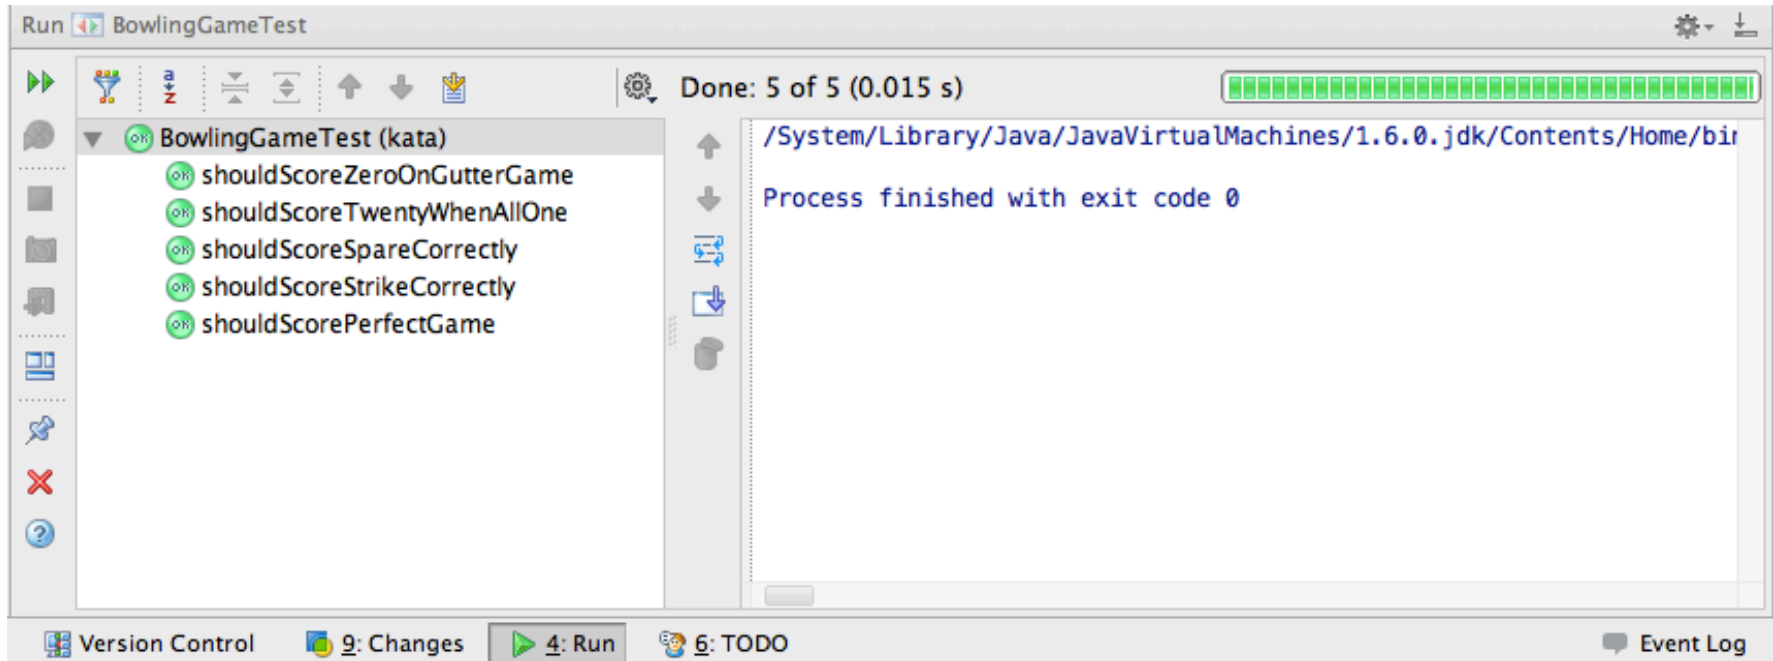 Run BowlingGameTest
Done: 5 of 5 (0.015 s)
BowlingGameTest (kata)
shouldScoreZeroOnGutterGame
shouldScoreTwentyWhenAllOne
shouldScoreSpareCorrectly
shouldScoreStrikeCorrectly
shouldScorePerfectGame
/System/Library/Java/JavaVirtualMachines/1.6.0.jdk/Contents/Home/bin
Process finished with exit code 0
Version Control 9: Changes 4: Run 6: TODO Event Log